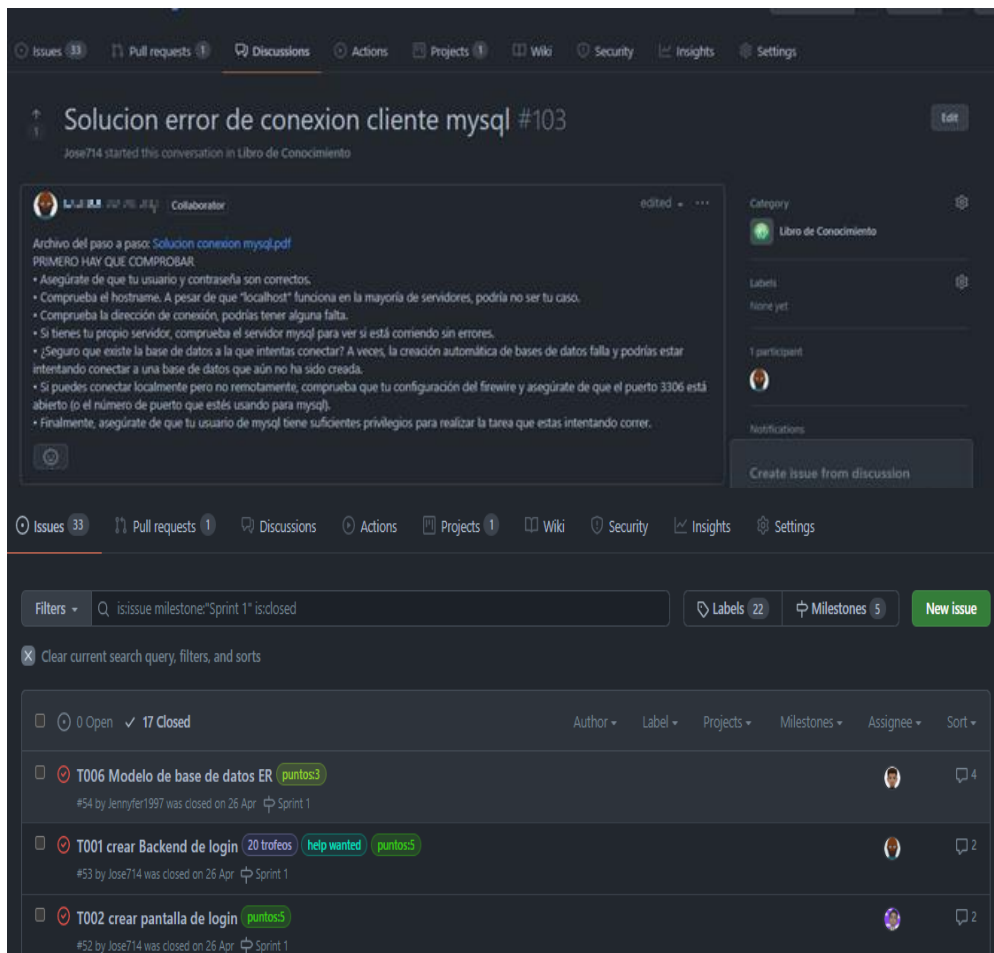 Issues 33 Pull requests 1 Discussions Actions Projects 1 Wiki Security Insights Settings
Solucion error de conexion cliente mysql #103
Edit
1
Jose714 started this conversation in Libro de Conocimiento
Collaborator
edited
Archivo del paso a paso: Solucion conexion mysql.pdf
PRIMERO HAY QUE COMPROBAR
• Asegúrate de que tu usuario y contraseña son correctos.
• Comprueba el hostname. A pesar de que "localhost" funciona en la mayoría de servidores, podría no ser tu caso.
• Comprueba la dirección de conexión, podrías tener alguna falta.
• Si tienes tu propio servidor, comprueba el servidor mysql para ver si está corriendo sin errores.
• ¿Seguro que existe la base de datos a la que intentas conectar? A veces, la creación automática de bases de datos falla y podrías estar
intentando conectar a una base de datos que aún no ha sido creada.
• Si puedes conectar localmente pero no remotamente, comprueba que tu configuración del firewire y asegúrate de que el puerto 3306 está
abierto (o el número de puerto que estés usando para mysql).
• Finalmente, asegúrate de que tu usuario de mysql tiene suficientes privilegios para realizar la tarea que estas intentando correr.
Category
Libro de Conocimiento
Labels
None yet
1 participant
Notifications
Create issue from discussion
Issues 33 Pull requests 1 Discussions Actions Projects 1 Wiki Security Insights Settings
Filters is:issue milestone:"Sprint 1" is:closed Labels 22 Milestones 5 New issue
Clear current search query, filters, and sorts
0 Open 17 Closed Author Label Projects Milestones Assignee Sort
T006 Modelo de base de datos ER puntos:3 4
#54 by Jennyfer1997 was closed on 26 Apr Sprint 1
T001 crear Backend de login 20 trofeos help wanted puntos:5 2
#53 by Jose714 was closed on 26 Apr Sprint 1
T002 crear pantalla de login puntos:5 2
#52 by Jose714 was closed on 26 Apr Sprint 1